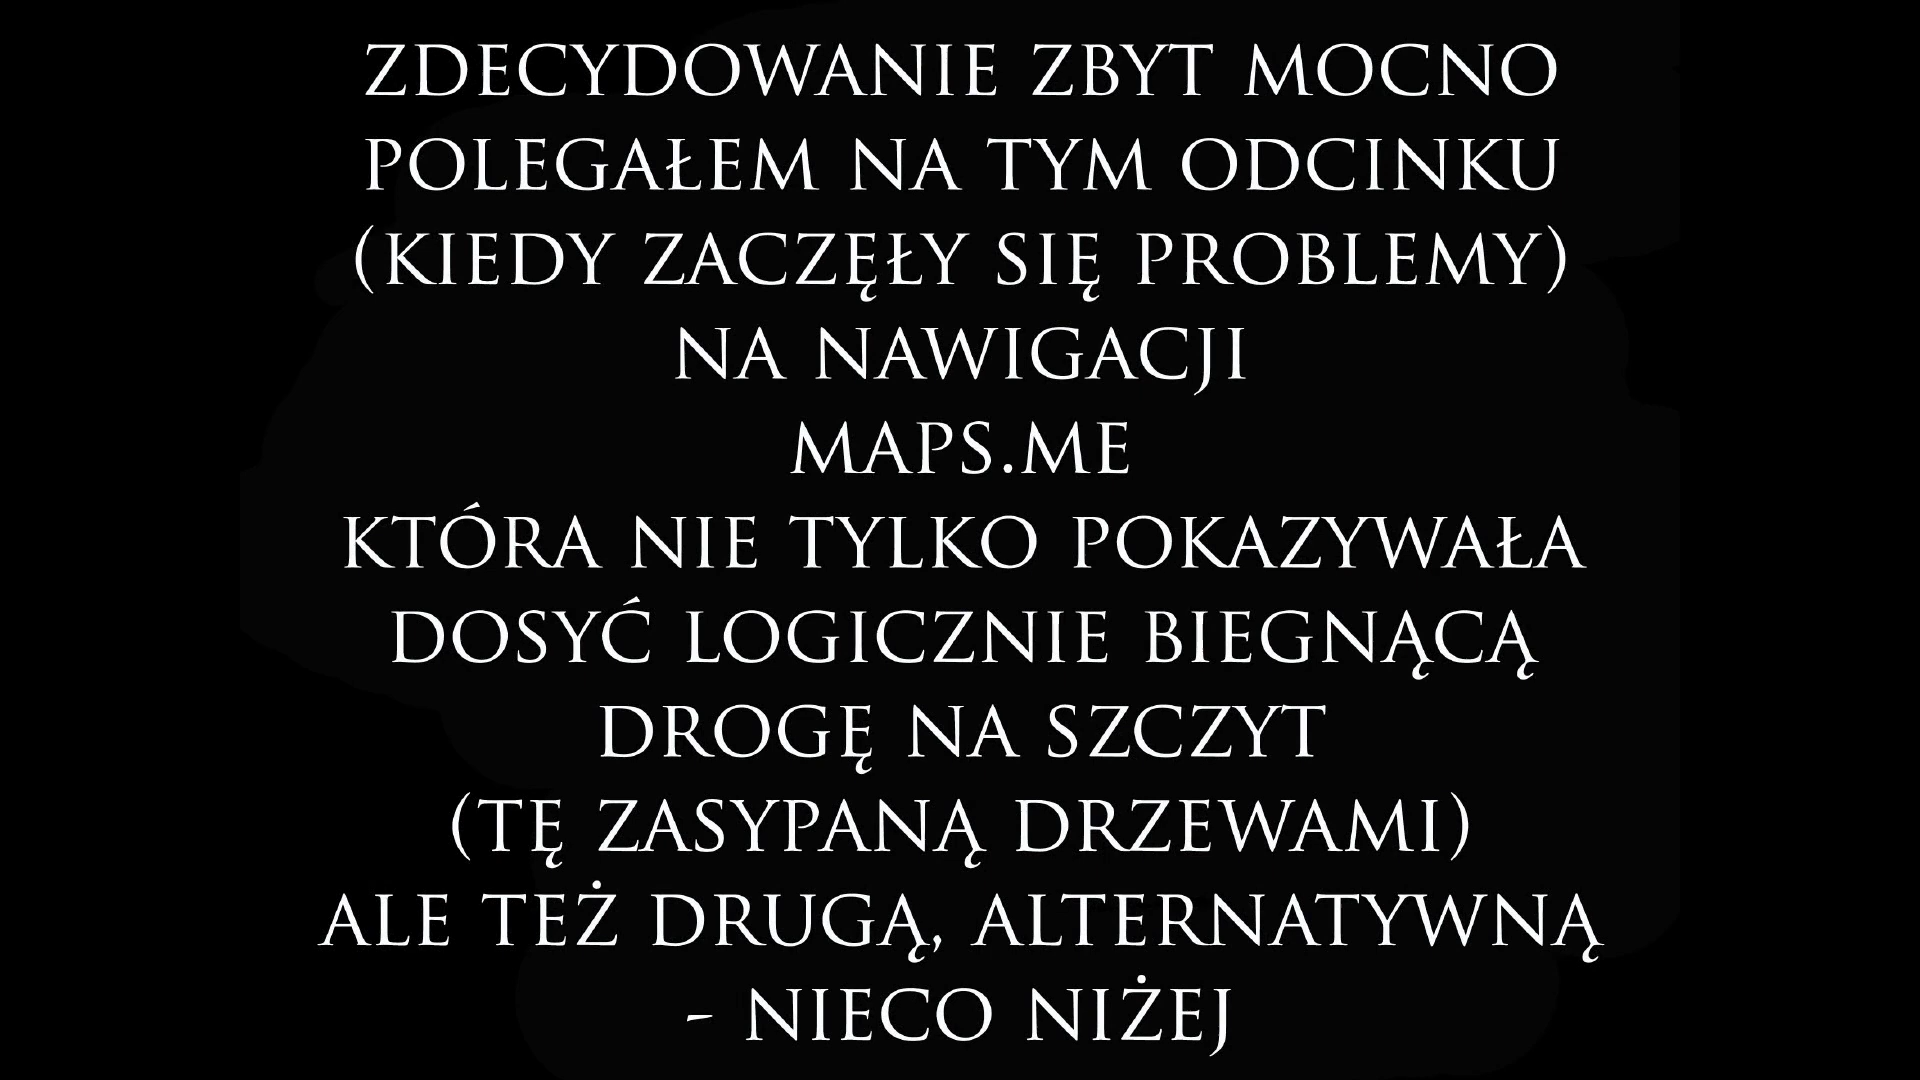 ZDECYDOWANIE ZBYT MOCNO
POLEGAŁEM NA TYM ODCINKU
(KIEDY ZACZĘŁY SIĘ PROBLEMY)
NA NAWIGACJI
MAPS.ME
KTÓRA NIE TYLKO POKAZYWAŁA
DOSYĆ LOGICZNIE BIEGNĄCĄ
DROGĘ NA SZCZYT
(TĘ ZASYPANĄ DRZEWAMI)
ALE TEŻ DRUGĄ, ALTERNATYWNĄ
- NIECO NIŻEJ